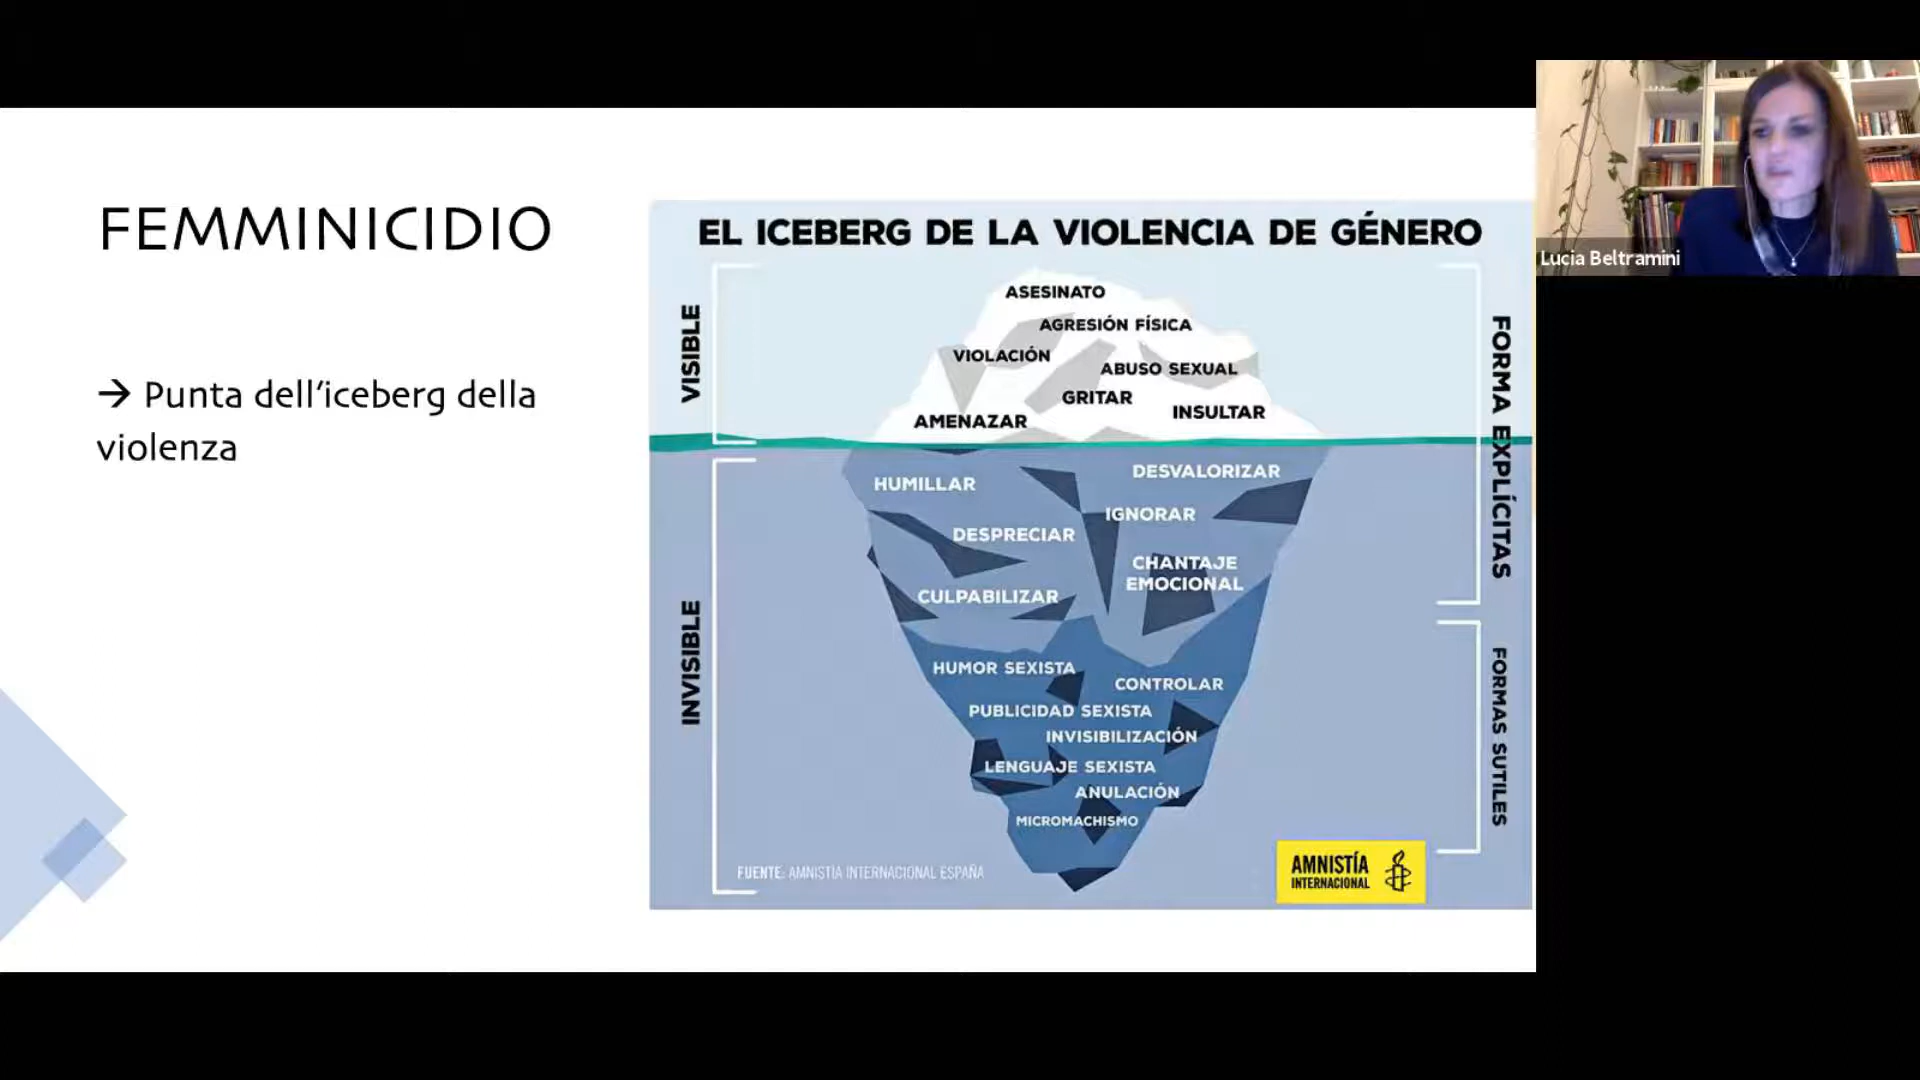 FEMMINICIDIO
→ Punta dell'iceberg della
violenza
EL ICEBERG DE LA VIOLENCIA DE GÉNERO
VISIBLE
ASESINATO
AGRESIÓN FÍSICA
VIOLACIÓN
ABUSO SEXUAL
GRITAR
INSULTAR
AMENAZAR
FORMA EXPLÍCITAS
INVISIBLE
DESVALORIZAR
HUMILLAR
IGNORAR
DESPRECIAR
CHANTAJE
EMOCIONAL
CULPABILIZAR
FORMAS SUTILES
HUMOR SEXISTA
CONTROLAR
PUBLICIDAD SEXISTA
INVISIBILIZACIÓN
LENGUAJE SEXISTA
ANULACIÓN
MICROMACHISMO
FUENTE: AMNISTÍA INTERNACIONAL ESPAÑA
AMNISTÍA
INTERNACIONAL
Lucia Beltramini